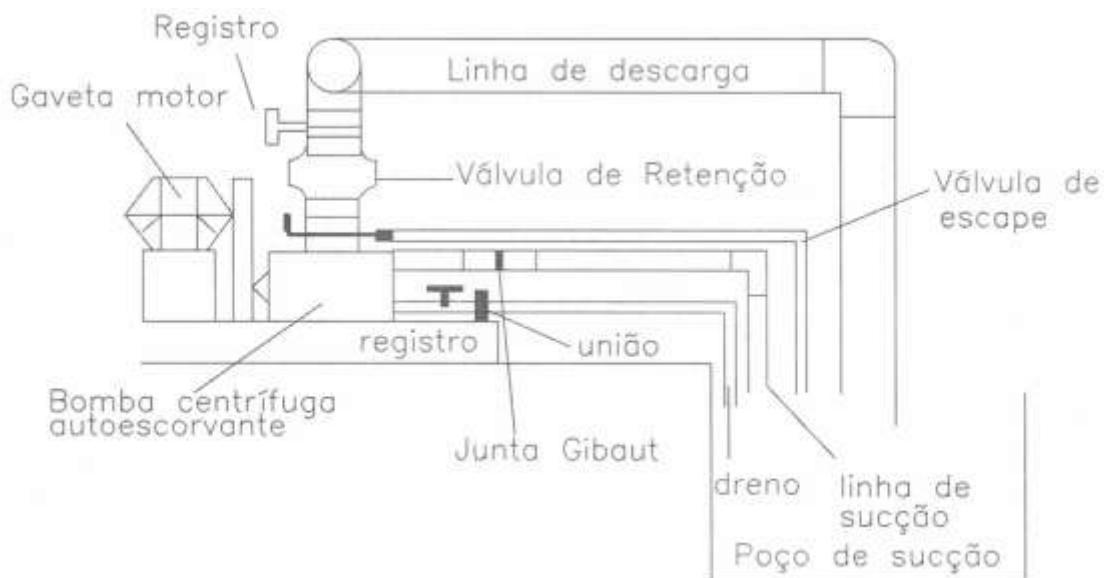 Registro
Linha de descarga
Gaveta motor
Válvula de Retenção
Válvula de
escape
registro
união
Bomba centrífuga
autoescorvante
Junta Gibaut
dreno
linha de
sucção
Poço de sucção